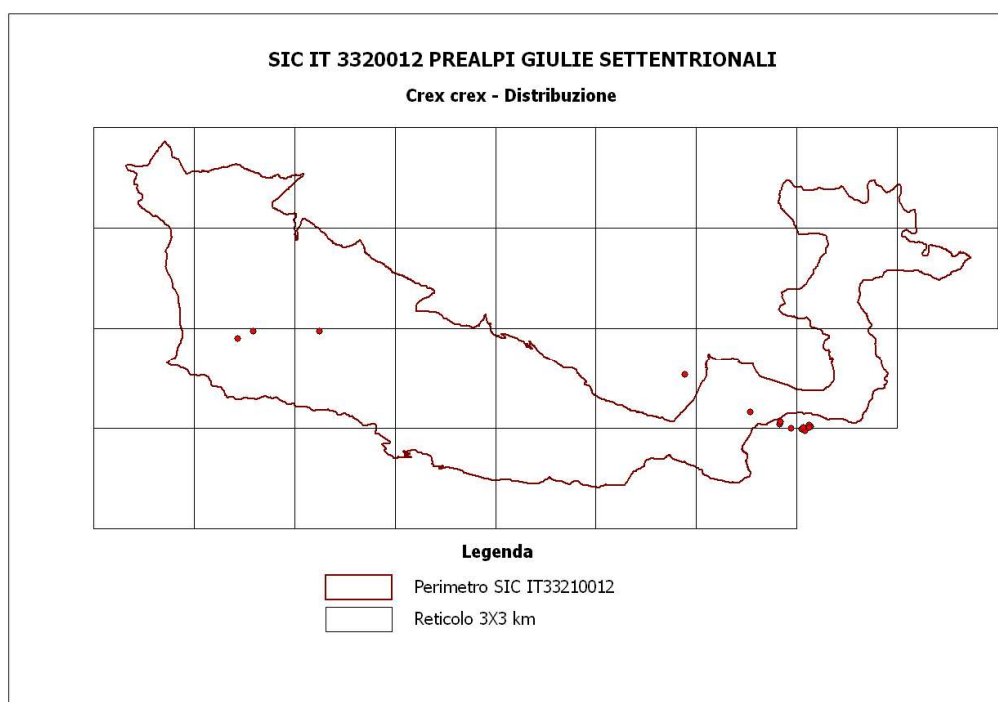 SIC IT 3320012 PREALPI GIULIE SETTENTRIONALI
Crex crex - Distribuzione
Legenda
Perimetro SIC IT33210012
Reticolo 3X3 km